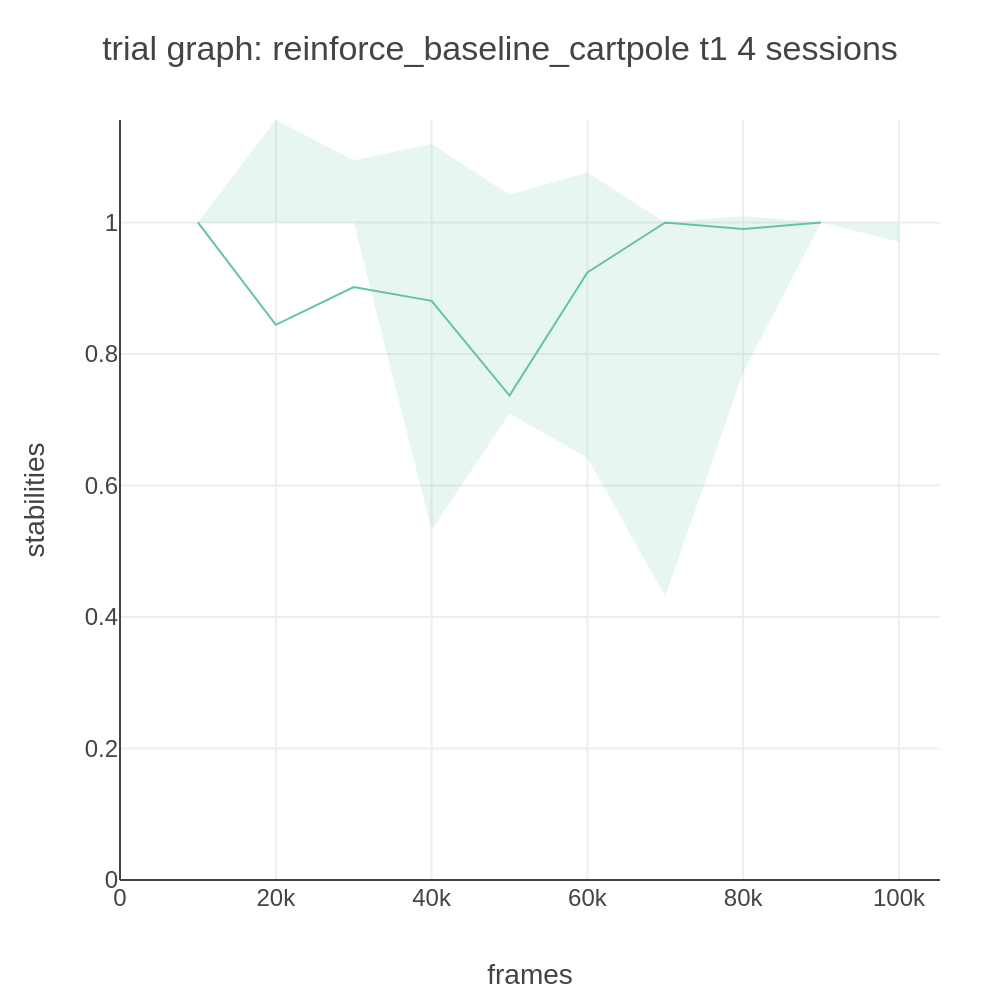 trial graph: reinforce_baseline_cartpole t1 4 sessions
1
0.8
0.6
0.4
0.2
0
0 20k 40k 60k 80k 100k
stabilities
frames